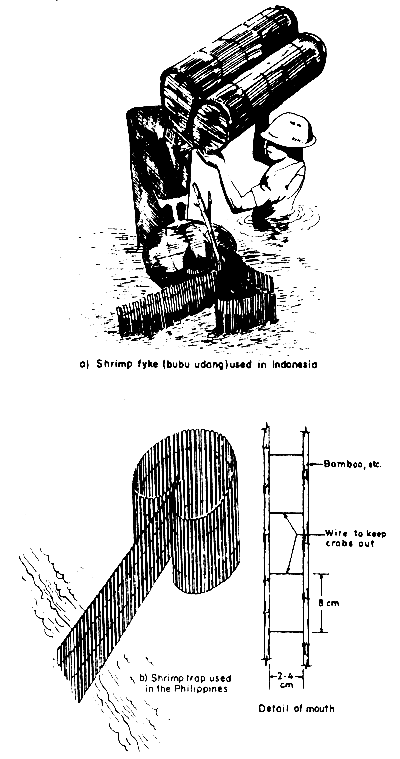 a) Shrimp fyke (bubu udang) used in Indonesia
Bamboo, etc.
Wire to keep
crabs out
8 cm
b) Shrimp trap used
in the Philippines
2-4
cm
Detail of mouth